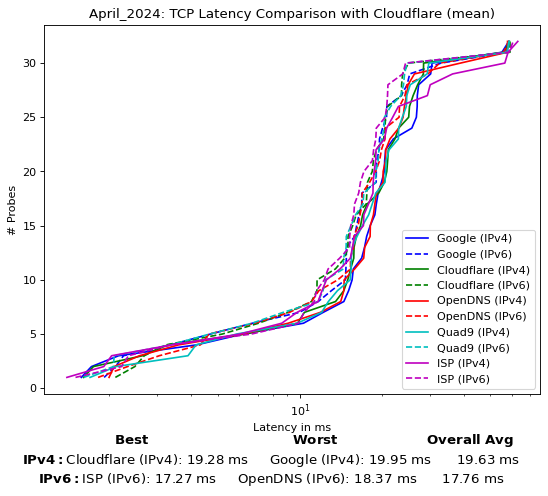 April_2024: TCP Latency Comparison with Cloudflare (mean)
# Probes
30
25
20
15
10
5
0
Google (IPv4)
Google (IPv6)
Cloudflare (IPv4)
Cloudflare (IPv6)
OpenDNS (IPv4)
OpenDNS (IPv6)
Quad9 (IPv4)
Quad9 (IPv6)
ISP (IPv4)
ISP (IPv6)
10¹
Latency in ms
Best Worst Overall Avg
IPv4: Cloudflare (IPv4): 19.28 ms Google (IPv4): 19.95 ms 19.63 ms
IPv6: ISP (IPv6): 17.27 ms OpenDNS (IPv6): 18.37 ms 17.76 ms